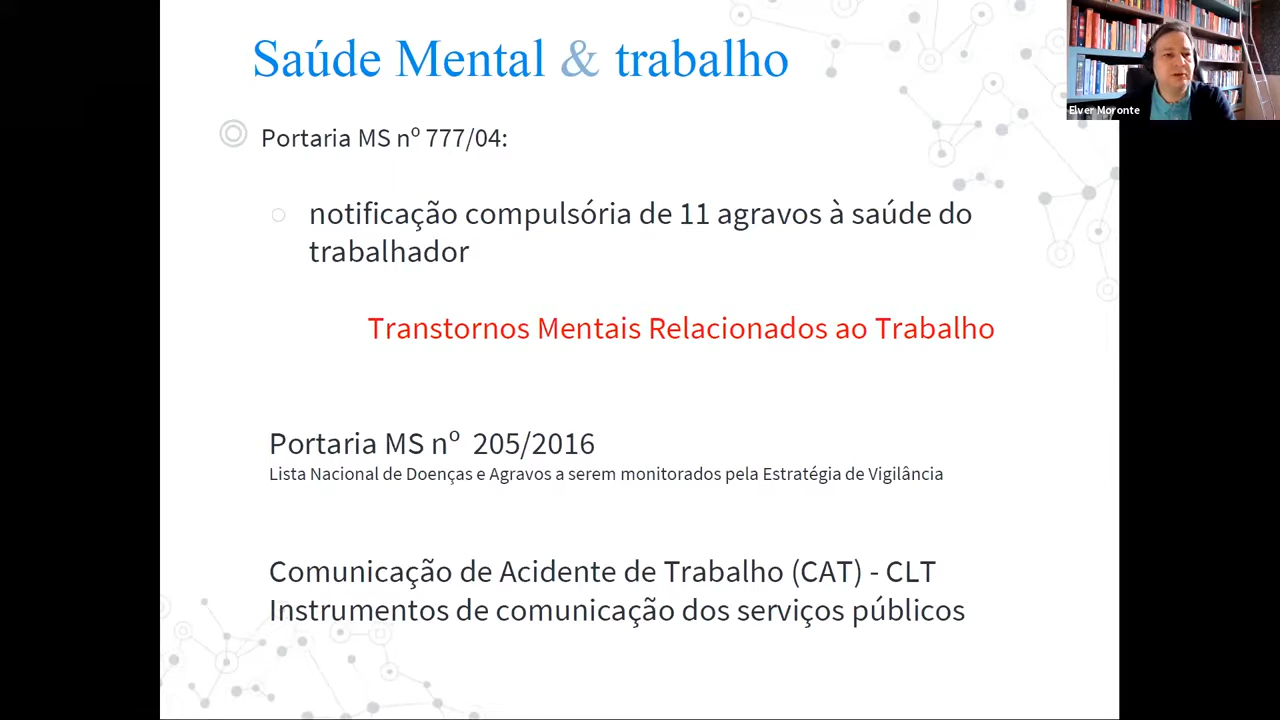 Saúde Mental & trabalho
Elver Moronte
Portaria MS nº 777/04:
notificação compulsória de 11 agravos à saúde do
trabalhador
Transtornos Mentais Relacionados ao Trabalho
Portaria MS nº 205/2016
Lista Nacional de Doenças e Agravos a serem monitorados pela Estratégia de Vigilância
Comunicação de Acidente de Trabalho (CAT) - CLT
Instrumentos de comunicação dos serviços públicos